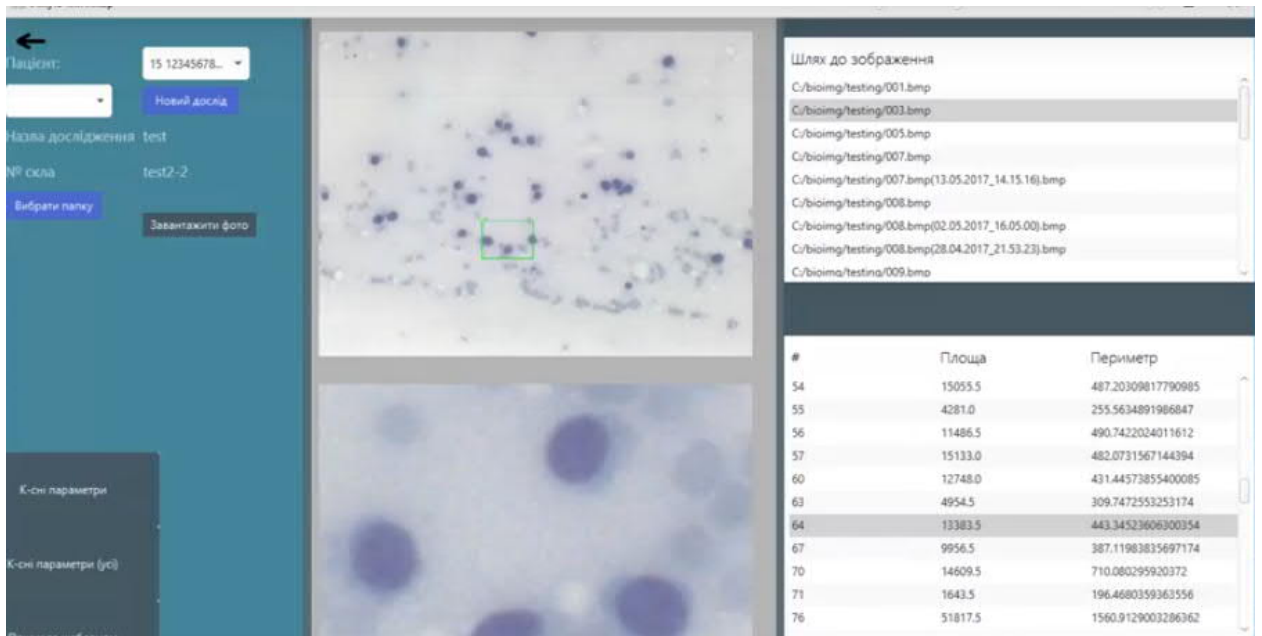 Пацієнт:
15 12345678...
Новий дослід
Назва дослідження test
№ скла test2-2
Вибрати папку
Завантажити фото
К-сні параметри
К-сні параметри (усі)
Шлях до зображення
C:/bioimg/testing/001.bmp
C:/bioimg/testing/003.bmp
C:/bioimg/testing/005.bmp
C:/bioimg/testing/007.bmp
C:/bioimg/testing/007.bmp(13.05.2017_14.15.16).bmp
C:/bioimg/testing/008.bmp
C:/bioimg/testing/008.bmp(02.05.2017_16.05.00).bmp
C:/bioimg/testing/008.bmp(28.04.2017_21.53.23).bmp
C:/bioimg/testing/009.bmp
# Площа Периметр
54 15055.5 487.20309817790985
55 4281.0 255.5634891986847
56 11486.5 490.7422024011612
57 15133.0 482.0731567144394
60 12748.0 431.44573855400085
63 4954.5 309.7472553253174
64 13383.5 443.34523606300354
67 9956.5 387.11983835697174
70 14609.5 710.080295920372
71 1643.5 196.4680359363556
76 51817.5 1560.9129003286362